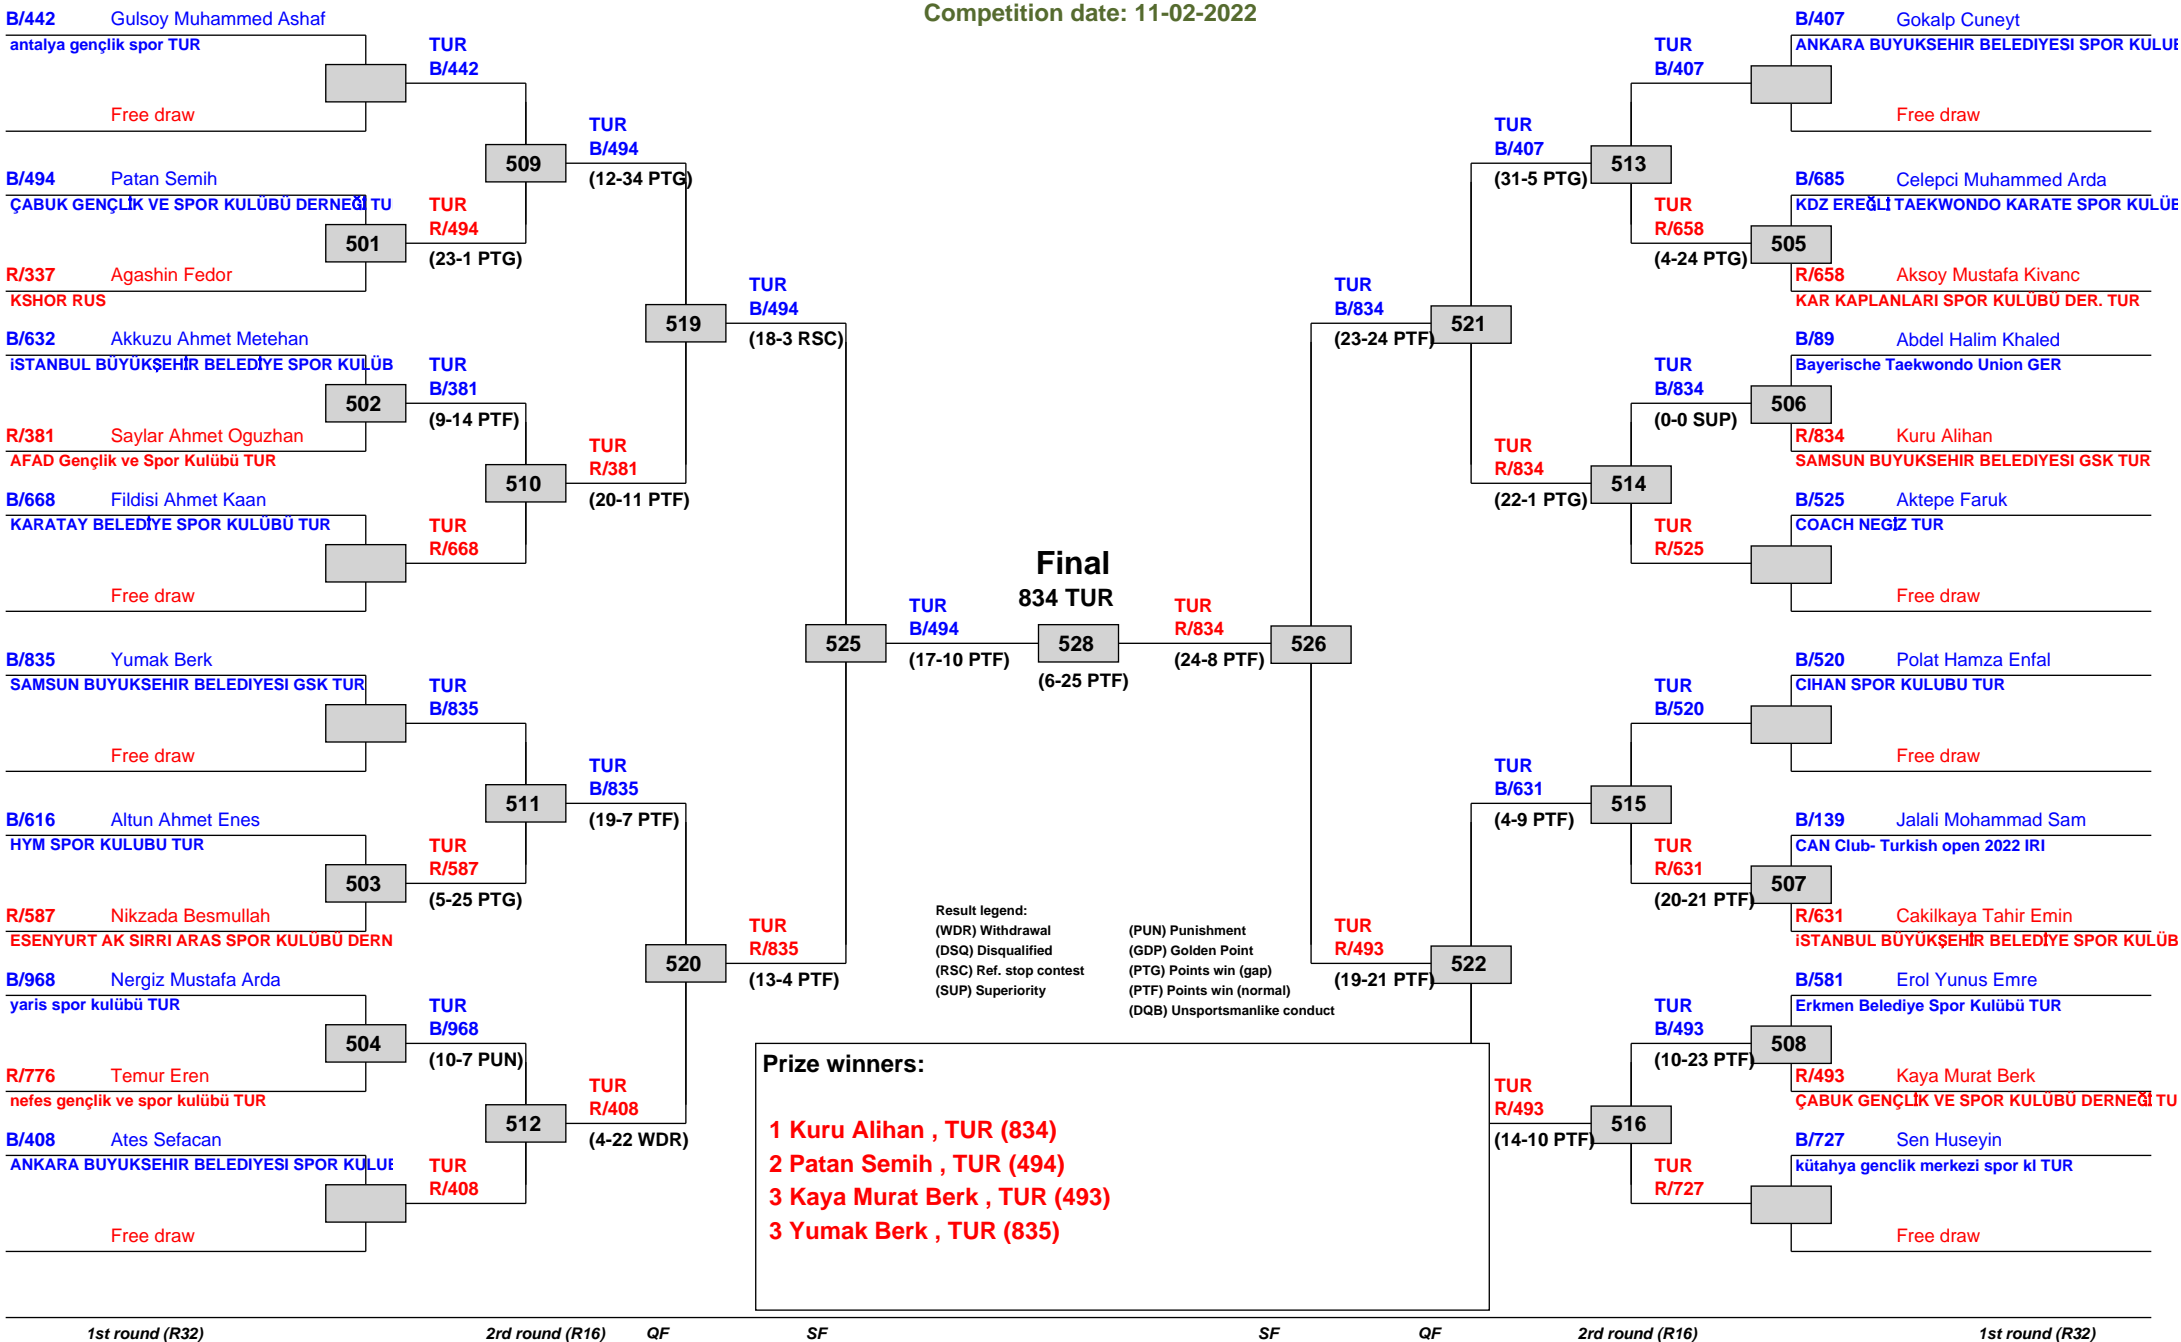 Competition date: 11-02-2022
B/442 Gulsoy Muhammed Ashaf
antalya gençlik spor TUR
Free draw
B/494 Patan Semih
ÇABUK GENÇLİK VE SPOR KULÜBÜ DERNEĞİ TU
R/337 Agashin Fedor
KSHOR RUS
B/632 Akkuzu Ahmet Metehan
iSTANBUL BÜYÜKŞEHİR BELEDİYE SPOR KULÜB
R/381 Saylar Ahmet Oguzhan
AFAD Gençlik ve Spor Kulübü TUR
B/668 Fildisi Ahmet Kaan
KARATAY BELEDİYE SPOR KULÜBÜ TUR
Free draw
B/835 Yumak Berk
SAMSUN BUYUKSEHIR BELEDIYESI GSK TUR
Free draw
B/616 Altun Ahmet Enes
HYM SPOR KULUBU TUR
R/587 Nikzada Besmullah
ESENYURT AK SIRRI ARAS SPOR KULÜBÜ DERN
B/968 Nergiz Mustafa Arda
yaris spor kulübü TUR
R/776 Temur Eren
nefes gençlik ve spor kulübü TUR
B/408 Ates Sefacan
ANKARA BUYUKSEHIR BELEDIYESI SPOR KULUE
Free draw
501
502
503
504
TUR
B/442
TUR
R/494
(23-1 PTG)
TUR
B/381
(9-14 PTF)
TUR
R/668
TUR
B/835
TUR
R/587
(5-25 PTG)
TUR
B/968
(10-7 PUN)
TUR
R/408
509
510
511
512
TUR
B/494
(12-34 PTG)
TUR
R/381
(20-11 PTF)
TUR
B/835
(19-7 PTF)
TUR
R/408
(4-22 WDR)
519
520
TUR
B/494
(18-3 RSC)
TUR
R/835
(13-4 PTF)
525
TUR
B/494
(17-10 PTF)
Final
834 TUR
528
(6-25 PTF)
TUR
R/834
(24-8 PTF)
526
TUR
B/834
(23-24 PTF)
TUR
R/493
(19-21 PTF)
521
522
TUR
B/407
(31-5 PTG)
TUR
R/834
(22-1 PTG)
TUR
B/631
(4-9 PTF)
TUR
R/493
(14-10 PTF)
513
514
515
516
TUR
B/407
TUR
R/658
(4-24 PTG)
TUR
B/834
(0-0 SUP)
TUR
R/525
TUR
B/520
TUR
R/631
(20-21 PTF)
TUR
B/493
(10-23 PTF)
TUR
R/727
505
506
507
508
B/407 Gokalp Cuneyt
ANKARA BUYUKSEHIR BELEDIYESI SPOR KULUE
Free draw
B/685 Celepci Muhammed Arda
KDZ EREĞLİ TAEKWONDO KARATE SPOR KULÜE
R/658 Aksoy Mustafa Kivanc
KAR KAPLANLARI SPOR KULÜBÜ DER. TUR
B/89 Abdel Halim Khaled
Bayerische Taekwondo Union GER
R/834 Kuru Alihan
SAMSUN BUYUKSEHIR BELEDIYESI GSK TUR
B/525 Aktepe Faruk
COACH NEGİZ TUR
Free draw
B/520 Polat Hamza Enfal
CIHAN SPOR KULUBU TUR
Free draw
B/139 Jalali Mohammad Sam
CAN Club- Turkish open 2022 IRI
R/631 Cakilkaya Tahir Emin
iSTANBUL BÜYÜKŞEHİR BELEDİYE SPOR KULÜB
B/581 Erol Yunus Emre
Erkmen Belediye Spor Kulübü TUR
R/493 Kaya Murat Berk
ÇABUK GENÇLİK VE SPOR KULÜBÜ DERNEĞİ TU
B/727 Sen Huseyin
kütahya genclik merkezi spor kl TUR
Free draw
Result legend:
(WDR) Withdrawal (PUN) Punishment
(DSQ) Disqualified (GDP) Golden Point
(RSC) Ref. stop contest (PTG) Points win (gap)
(SUP) Superiority (PTF) Points win (normal)
(DQB) Unsportsmanlike conduct
Prize winners:
1 Kuru Alihan , TUR (834)
2 Patan Semih , TUR (494)
3 Kaya Murat Berk , TUR (493)
3 Yumak Berk , TUR (835)
1st round (R32) 2rd round (R16) QF SF SF QF 2rd round (R16) 1st round (R32)